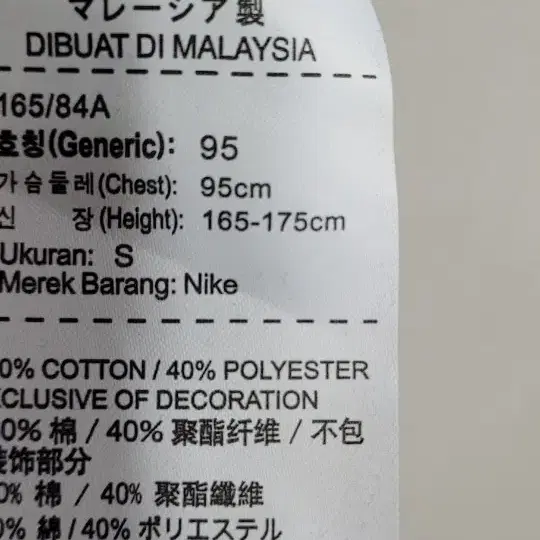 マレーシア製
DIBUAT DI MALAYSIA
165/84A
호칭(Generic): 95
가슴둘레(Chest): 95cm
신 장(Height): 165-175cm
Ukuran: S
Merek Barang: Nike
0% COTTON / 40% POLYESTER
XCLUSIVE OF DECORATION
0% 棉 / 40% 聚酯纤维 / 不包
装饰部分
0% 棉 / 40% 聚酯纖維
0% 綿 / 40% ポリエステル